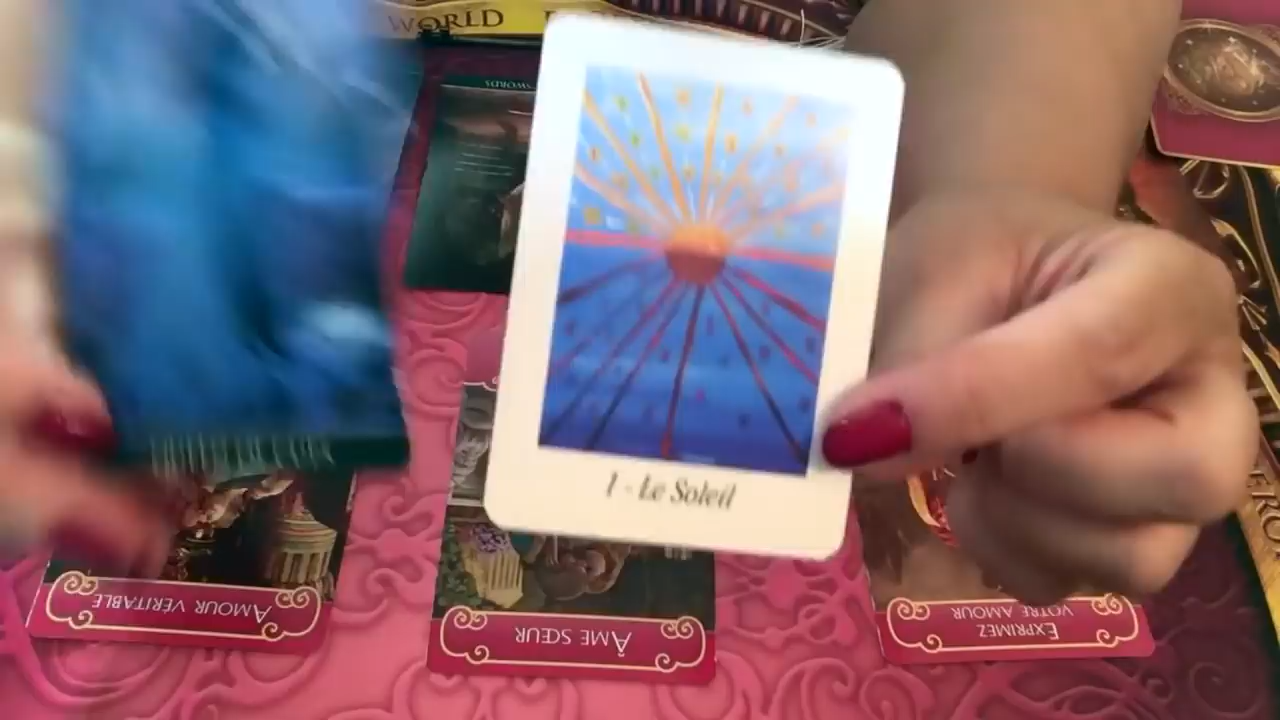 WORLD
SWORDS
1 - Le Soleil
AMOUR VÉRITABLE
ÂME SŒUR
EXPRIMEZ
VOTRE AMOUR